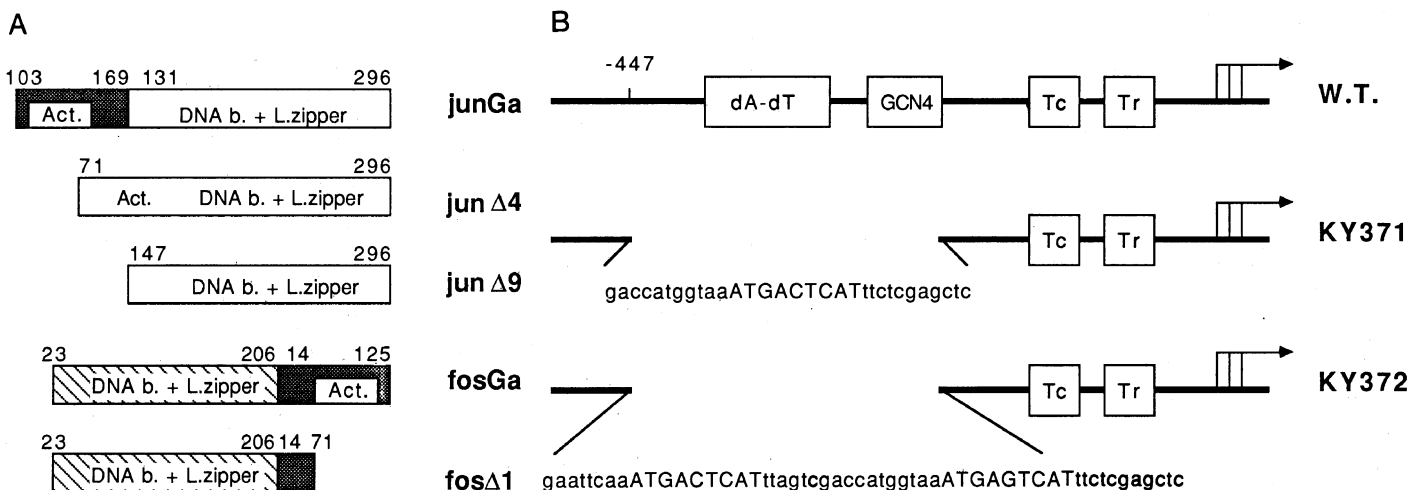 A
103 169 131 296
Act. DNA b. + L.zipper
junGa
71 296
Act. DNA b. + L.zipper
jun Δ4
147 296
DNA b. + L.zipper
jun Δ9
23 206 14 125
DNA b. + L.zipper Act.
fosGa
23 206 14 71
DNA b. + L.zipper
fosΔ1
B
-447
dA-dT GCN4 Tc Tr W.T.
Tc Tr KY371
gaccatggtaaATGACTCATttctcgagctc
Tc Tr KY372
gaattcaaATGACTCATttagtcgaccatggtaaATGAGTCATttctcgagctc